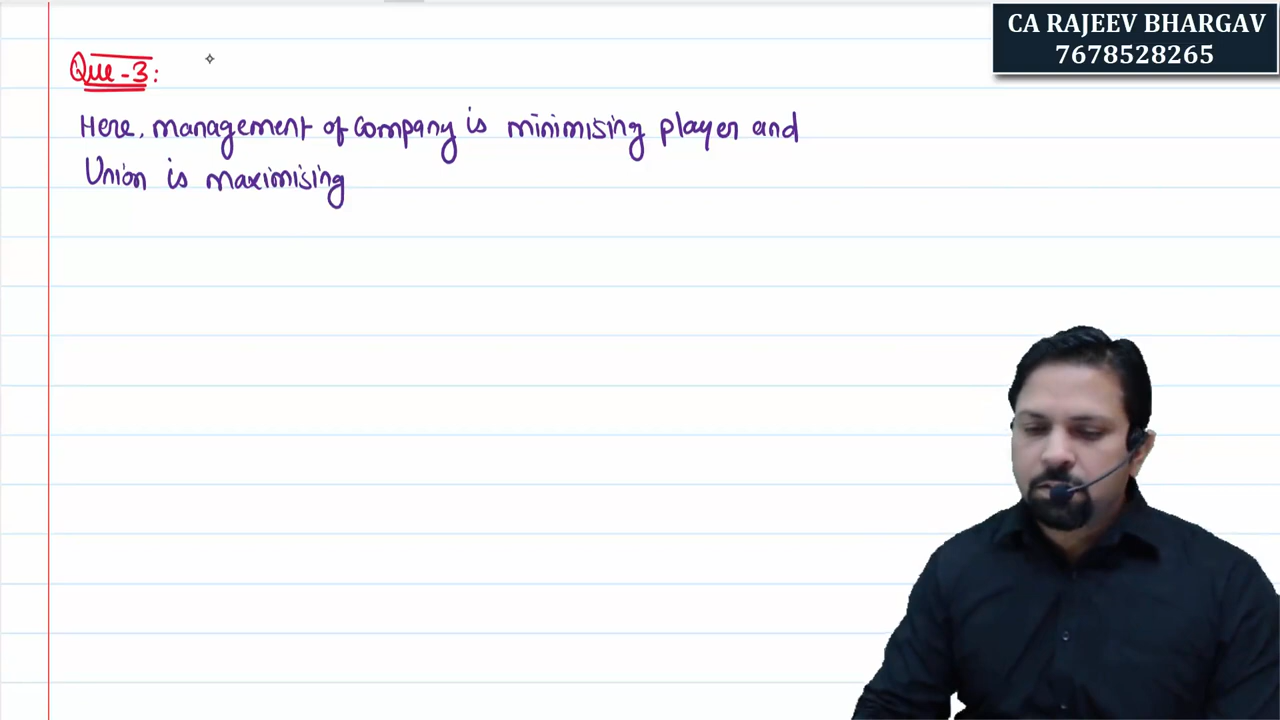 CA RAJEEV BHARGAV
7678528265
Que-3:
Here, management of company is minimising player and
Union is maximising